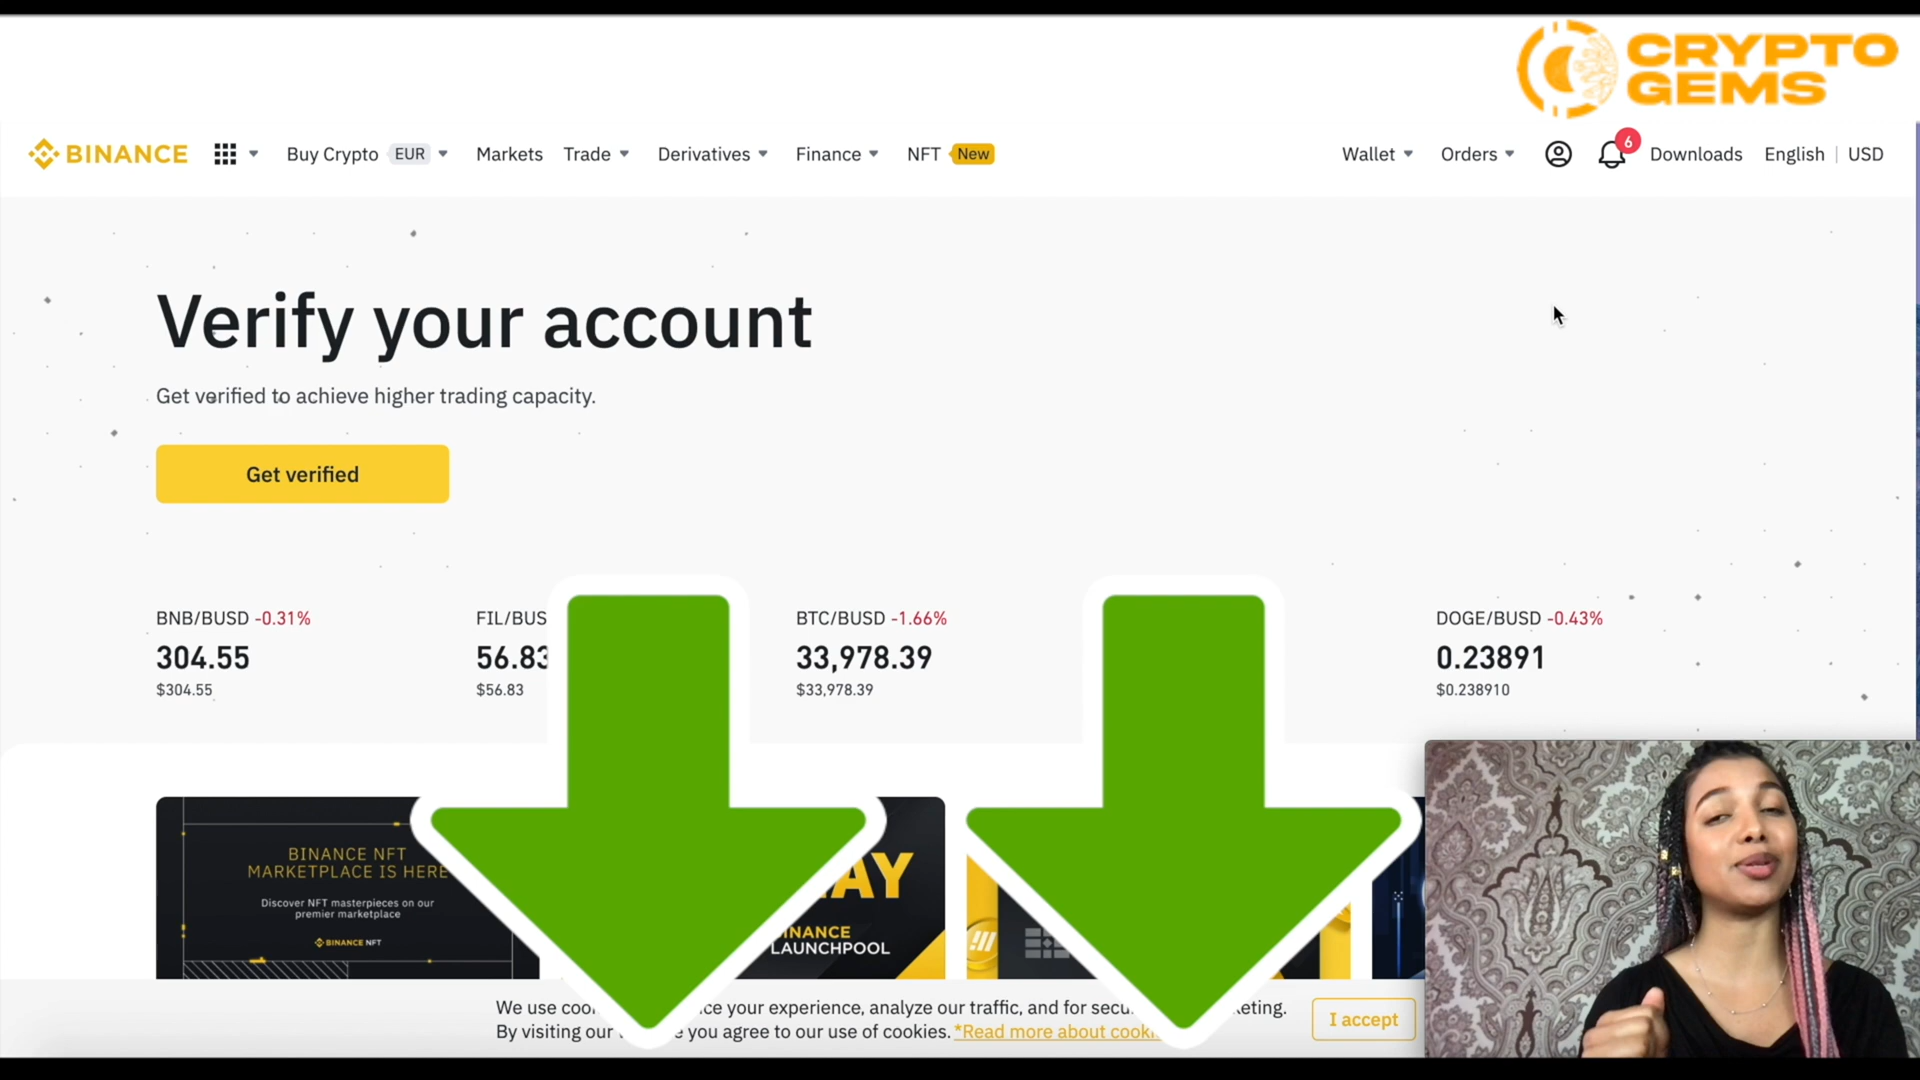 CRYPTO
GEMS
BINANCE
Buy Crypto EUR
Markets
Trade
Derivatives
Finance
NFT New
Wallet
Orders
6
Downloads
English | USD
Verify your account
Get verified to achieve higher trading capacity.
Get verified
BNB/BUSD -0.31%
304.55
$304.55
FIL/BUS
56.83
$56.83
BTC/BUSD -1.66%
33,978.39
$33,978.39
DOGE/BUSD -0.43%
0.23891
$0.238910
BINANCE NFT
MARKETPLACE IS HERE
Discover NFT masterpieces on our
premier marketplace
BINANCE NFT
AY
INANCE
LAUNCHPOOL
We use coo ce your experience, analyze our traffic, and for secu keting.
By visiting our e you agree to our use of cookies. *Read more about cooki
I accept